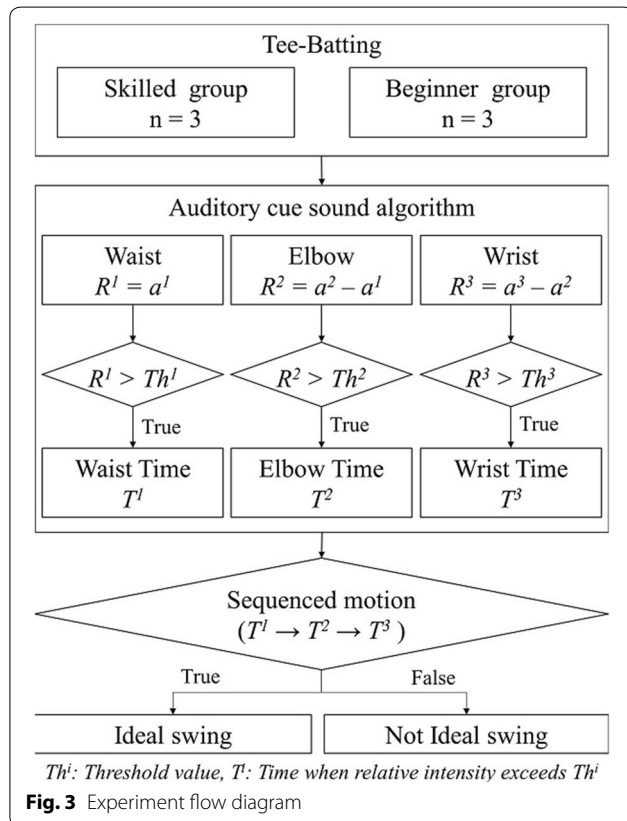 Tee-Batting
Skilled group
n = 3
Beginner group
n = 3
Auditory cue sound algorithm
Waist
R¹ = a¹
Elbow
R² = a² – a¹
Wrist
R³ = a³ – a²
R¹ > Th¹
R² > Th²
R³ > Th³
True
True
True
Waist Time
T¹
Elbow Time
T²
Wrist Time
T³
Sequenced motion
(T¹ → T² → T³ )
True
False
Ideal swing
Not Ideal swing
Thⁱ: Threshold value, Tⁱ: Time when relative intensity exceeds Thⁱ
Fig. 3 Experiment flow diagram